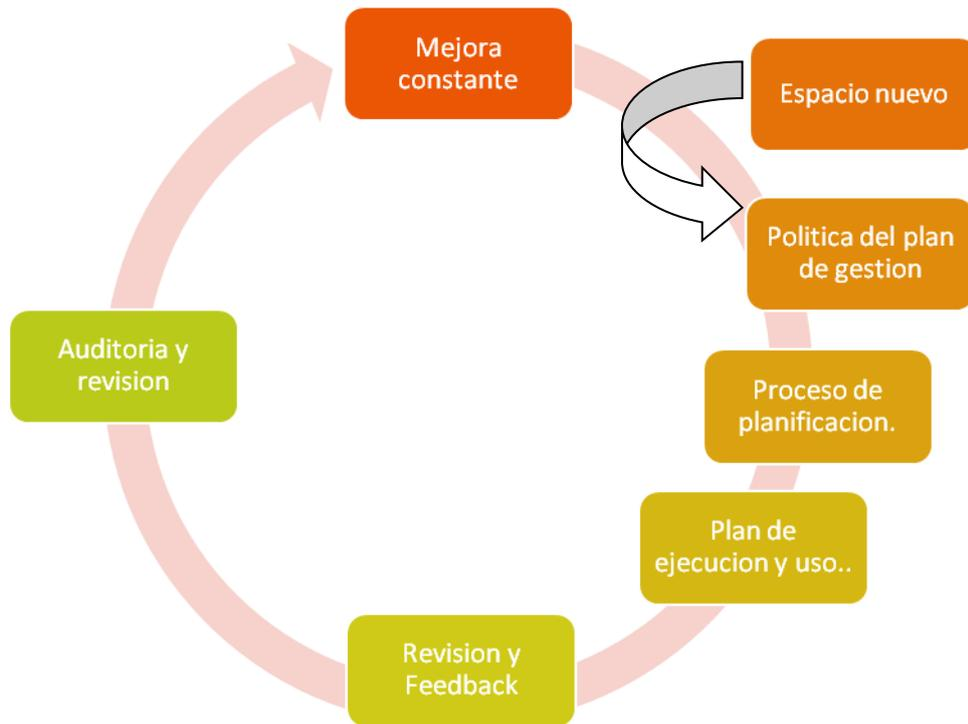 Mejora
constante
Espacio nuevo
Politica del plan
de gestion
Proceso de
planificacion.
Plan de
ejecucion y uso..
Revision y
Feedback
Auditoria y
revision